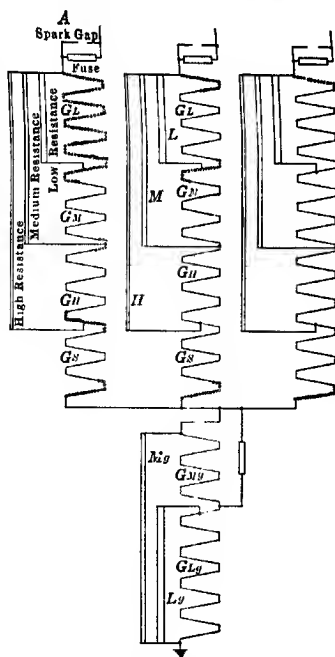 A
Spark Gap
Fuse
High Resistance
Medium Resistance
Low Resistance
GL
GM
GH
GS
GL
L
GM
M
GH
H
GS
Mg
GMg
GLg
Lg